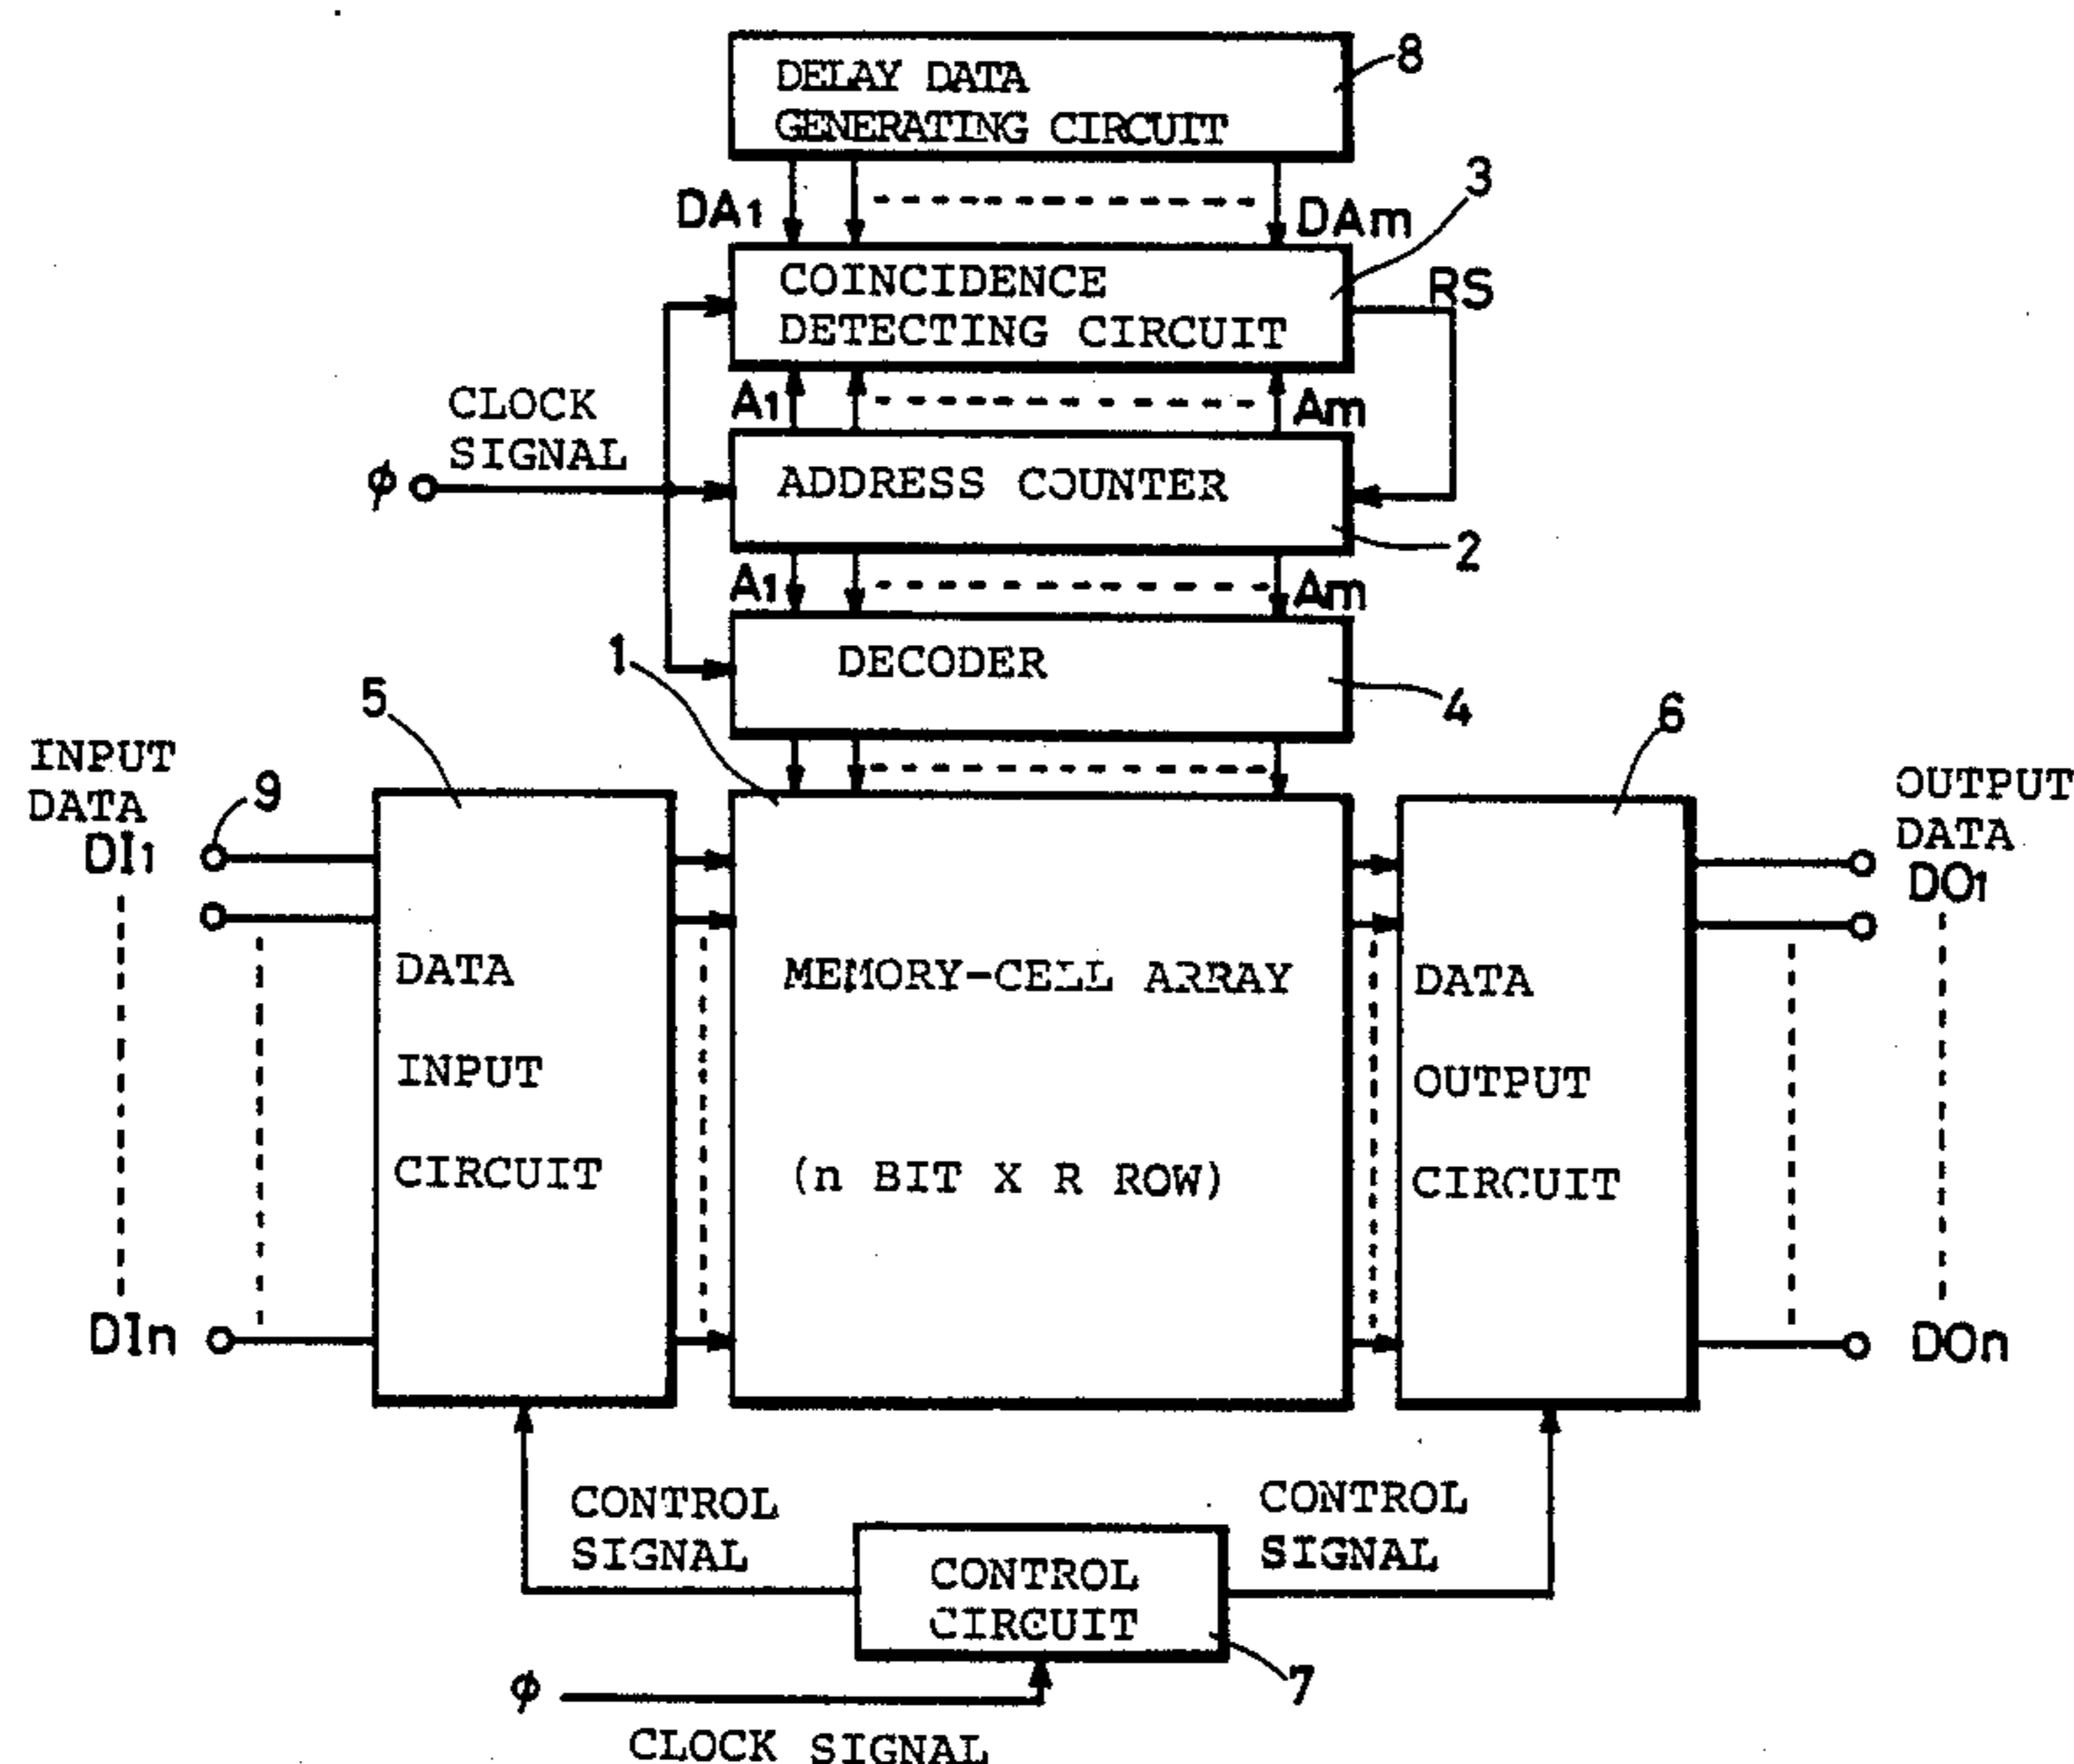 DELAY DATA
GENERATING CIRCUIT
8
DA1
DAm
3
COINCIDENCE
DETECTING CIRCUIT
RS
A1
Am
CLOCK
SIGNAL
ϕ
ADDRESS COUNTER
2
A1
Am
1
DECODER
4
5
6
INPUT
DATA
9
DI1
OUTPUT
DATA
DO1
DATA
INPUT
CIRCUIT
MEMORY-CELL ARRAY
(n BIT X R ROW)
DATA
OUTPUT
CIRCUIT
DIn
DOn
CONTROL
SIGNAL
CONTROL
SIGNAL
CONTROL
CIRCUIT
7
ϕ
CLOCK SIGNAL